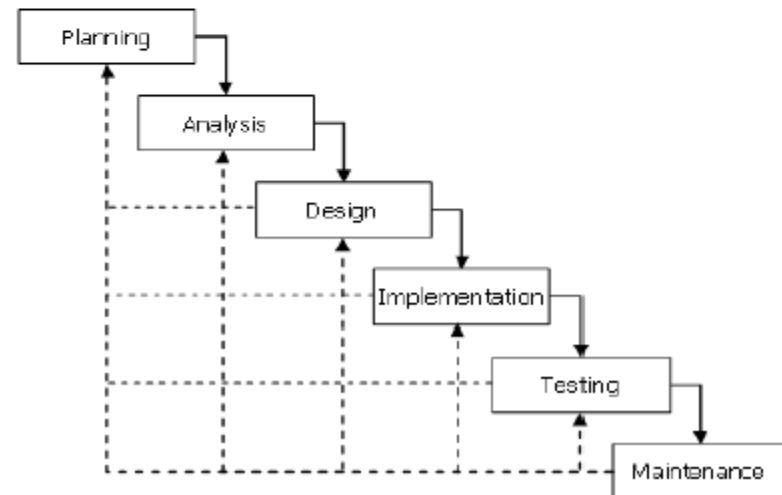 Planning
Analysis
Design
Implementation
Testing
Maintenance